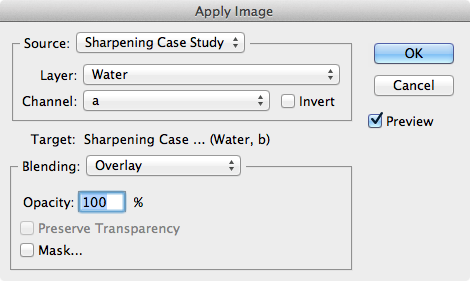 Apply Image
Source: Sharpening Case Study
OK
Layer: Water
Cancel
Channel: a Invert
Preview
Target: Sharpening Case ... (Water, b)
Blending: Overlay
Opacity: 100 %
Preserve Transparency
Mask...